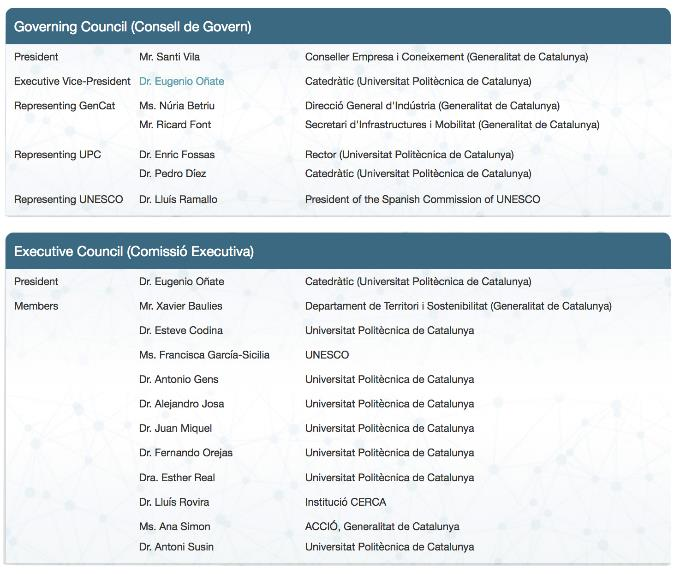 Governing Council (Consell de Govern)
President Mr. Santi Vila Conseller Empresa i Coneixement (Generalitat de Catalunya)
Executive Vice-President Dr. Eugenio Oñate Catedràtic (Universitat Politècnica de Catalunya)
Representing GenCat Ms. Núria Betriu Direcció General d'Indústria (Generalitat de Catalunya)
Mr. Ricard Font Secretari d'Infrastructures i Mobilitat (Generalitat de Catalunya)
Representing UPC Dr. Enric Fossas Rector (Universitat Politècnica de Catalunya)
Dr. Pedro Díez Catedràtic (Universitat Politècnica de Catalunya)
Representing UNESCO Dr. Lluís Ramallo President of the Spanish Commission of UNESCO
Executive Council (Comissió Executiva)
President Dr. Eugenio Oñate Catedràtic (Universitat Politècnica de Catalunya)
Members Mr. Xavier Baulies Departament de Territori i Sostenibilitat (Generalitat de Catalunya)
Dr. Esteve Codina Universitat Politècnica de Catalunya
Ms. Francisca García-Sicilia UNESCO
Dr. Antonio Gens Universitat Politècnica de Catalunya
Dr. Alejandro Josa Universitat Politècnica de Catalunya
Dr. Juan Miquel Universitat Politècnica de Catalunya
Dr. Fernando Orejas Universitat Politècnica de Catalunya
Dra. Esther Real Universitat Politècnica de Catalunya
Dr. Lluís Rovira Institució CERCA
Ms. Ana Simon ACCIÓ, Generalitat de Catalunya
Dr. Antoni Susin Universitat Politècnica de Catalunya